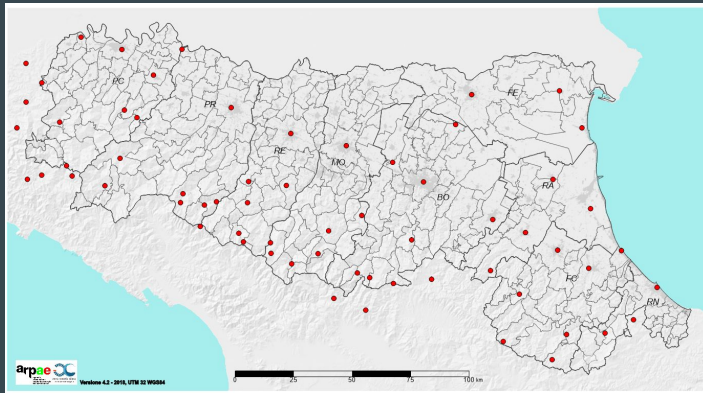 PC
PR
RE
MO
BO
FE
RA
FC
RN
arpae
Versione 4.2 - 2018, UTM 32 WGS84
0 25 50 75 100 km